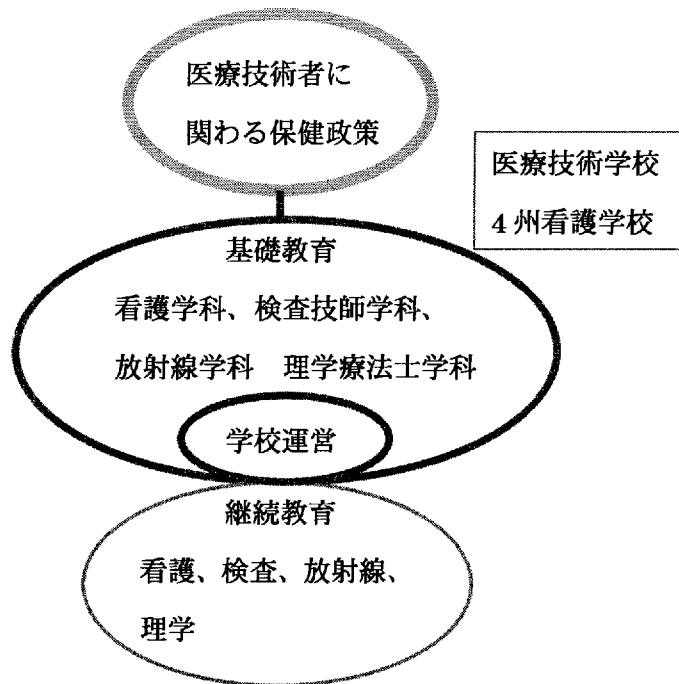 医療技術者に
関わる保健政策
医療技術学校
4州看護学校
基礎教育
看護学科、検査技師学科、
放射線学科　理学療法士学科
学校運営
継続教育
看護、検査、放射線、
理学